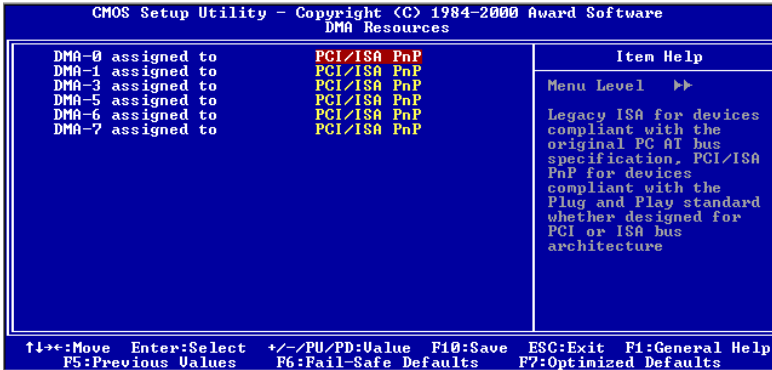 CMOS Setup Utility - Copyright (C) 1984-2000 Award Software
DMA Resources
DMA-0 assigned to PCI/ISA PnP
DMA-1 assigned to PCI/ISA PnP
DMA-3 assigned to PCI/ISA PnP
DMA-5 assigned to PCI/ISA PnP
DMA-6 assigned to PCI/ISA PnP
DMA-7 assigned to PCI/ISA PnP
Item Help
Menu Level ▸▸
Legacy ISA for devices
compliant with the
original PC AT bus
specification, PCI/ISA
PnP for devices
compliant with the
Plug and Play standard
whether designed for
PCI or ISA bus
architecture
↑↓→←:Move Enter:Select +/-/PU/PD:Value F10:Save ESC:Exit F1:General Help
F5:Previous Values F6:Fail-Safe Defaults F7:Optimized Defaults